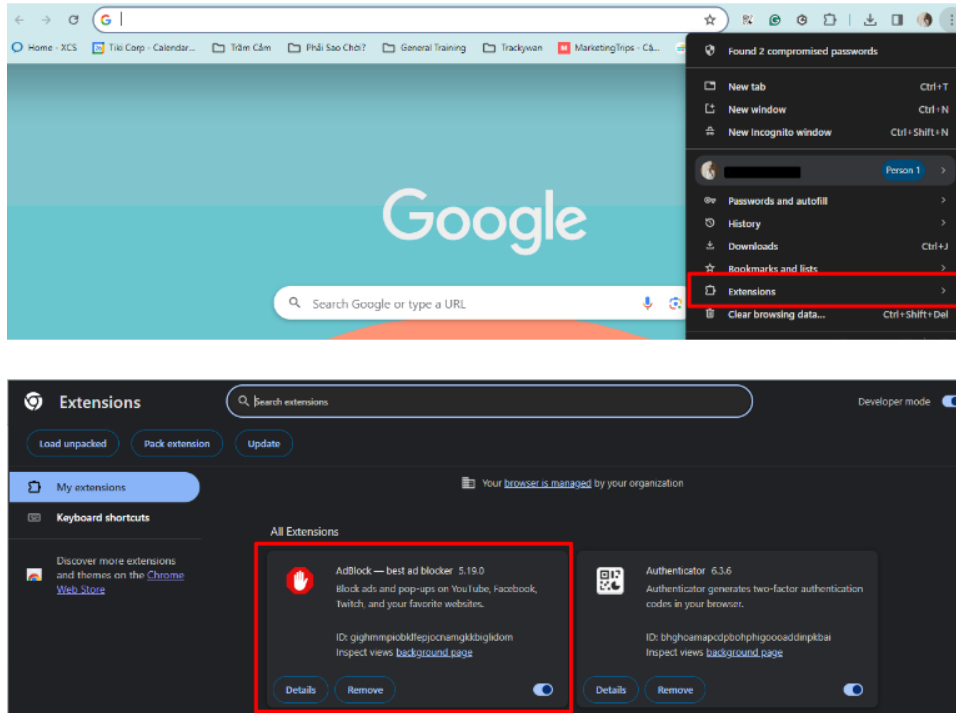 Home - XCS
Tiki Corp - Calendar...
Trăm Cảm
Phải Sao Chới?
General Training
Trackywan
MarketingTrips - Cậ...
Found 2 compromised passwords
New tab Ctrl+T
New window Ctrl+N
New Incognito window Ctrl+Shift+N
Person 1
Passwords and autofill
History
Downloads Ctrl+J
Bookmarks and lists
Extensions
Clear browsing data... Ctrl+Shift+Del
Google
Search Google or type a URL
Extensions
Search extensions
Developer mode
Load unpacked
Pack extension
Update
My extensions
Your browser is managed by your organization
Keyboard shortcuts
Discover more extensions
and themes on the Chrome
Web Store
All Extensions
AdBlock — best ad blocker 5.19.0
Block ads and pop-ups on YouTube, Facebook,
Twitch, and your favorite websites.
ID: gighmmpiobklfepjocnamgkkbiglidom
Inspect views background page
Details
Remove
Authenticator 6.3.6
Authenticator generates two-factor authentication
codes in your browser.
ID: bhghoamapcdpbohphigoooaddinpkbai
Inspect views background page
Details
Remove